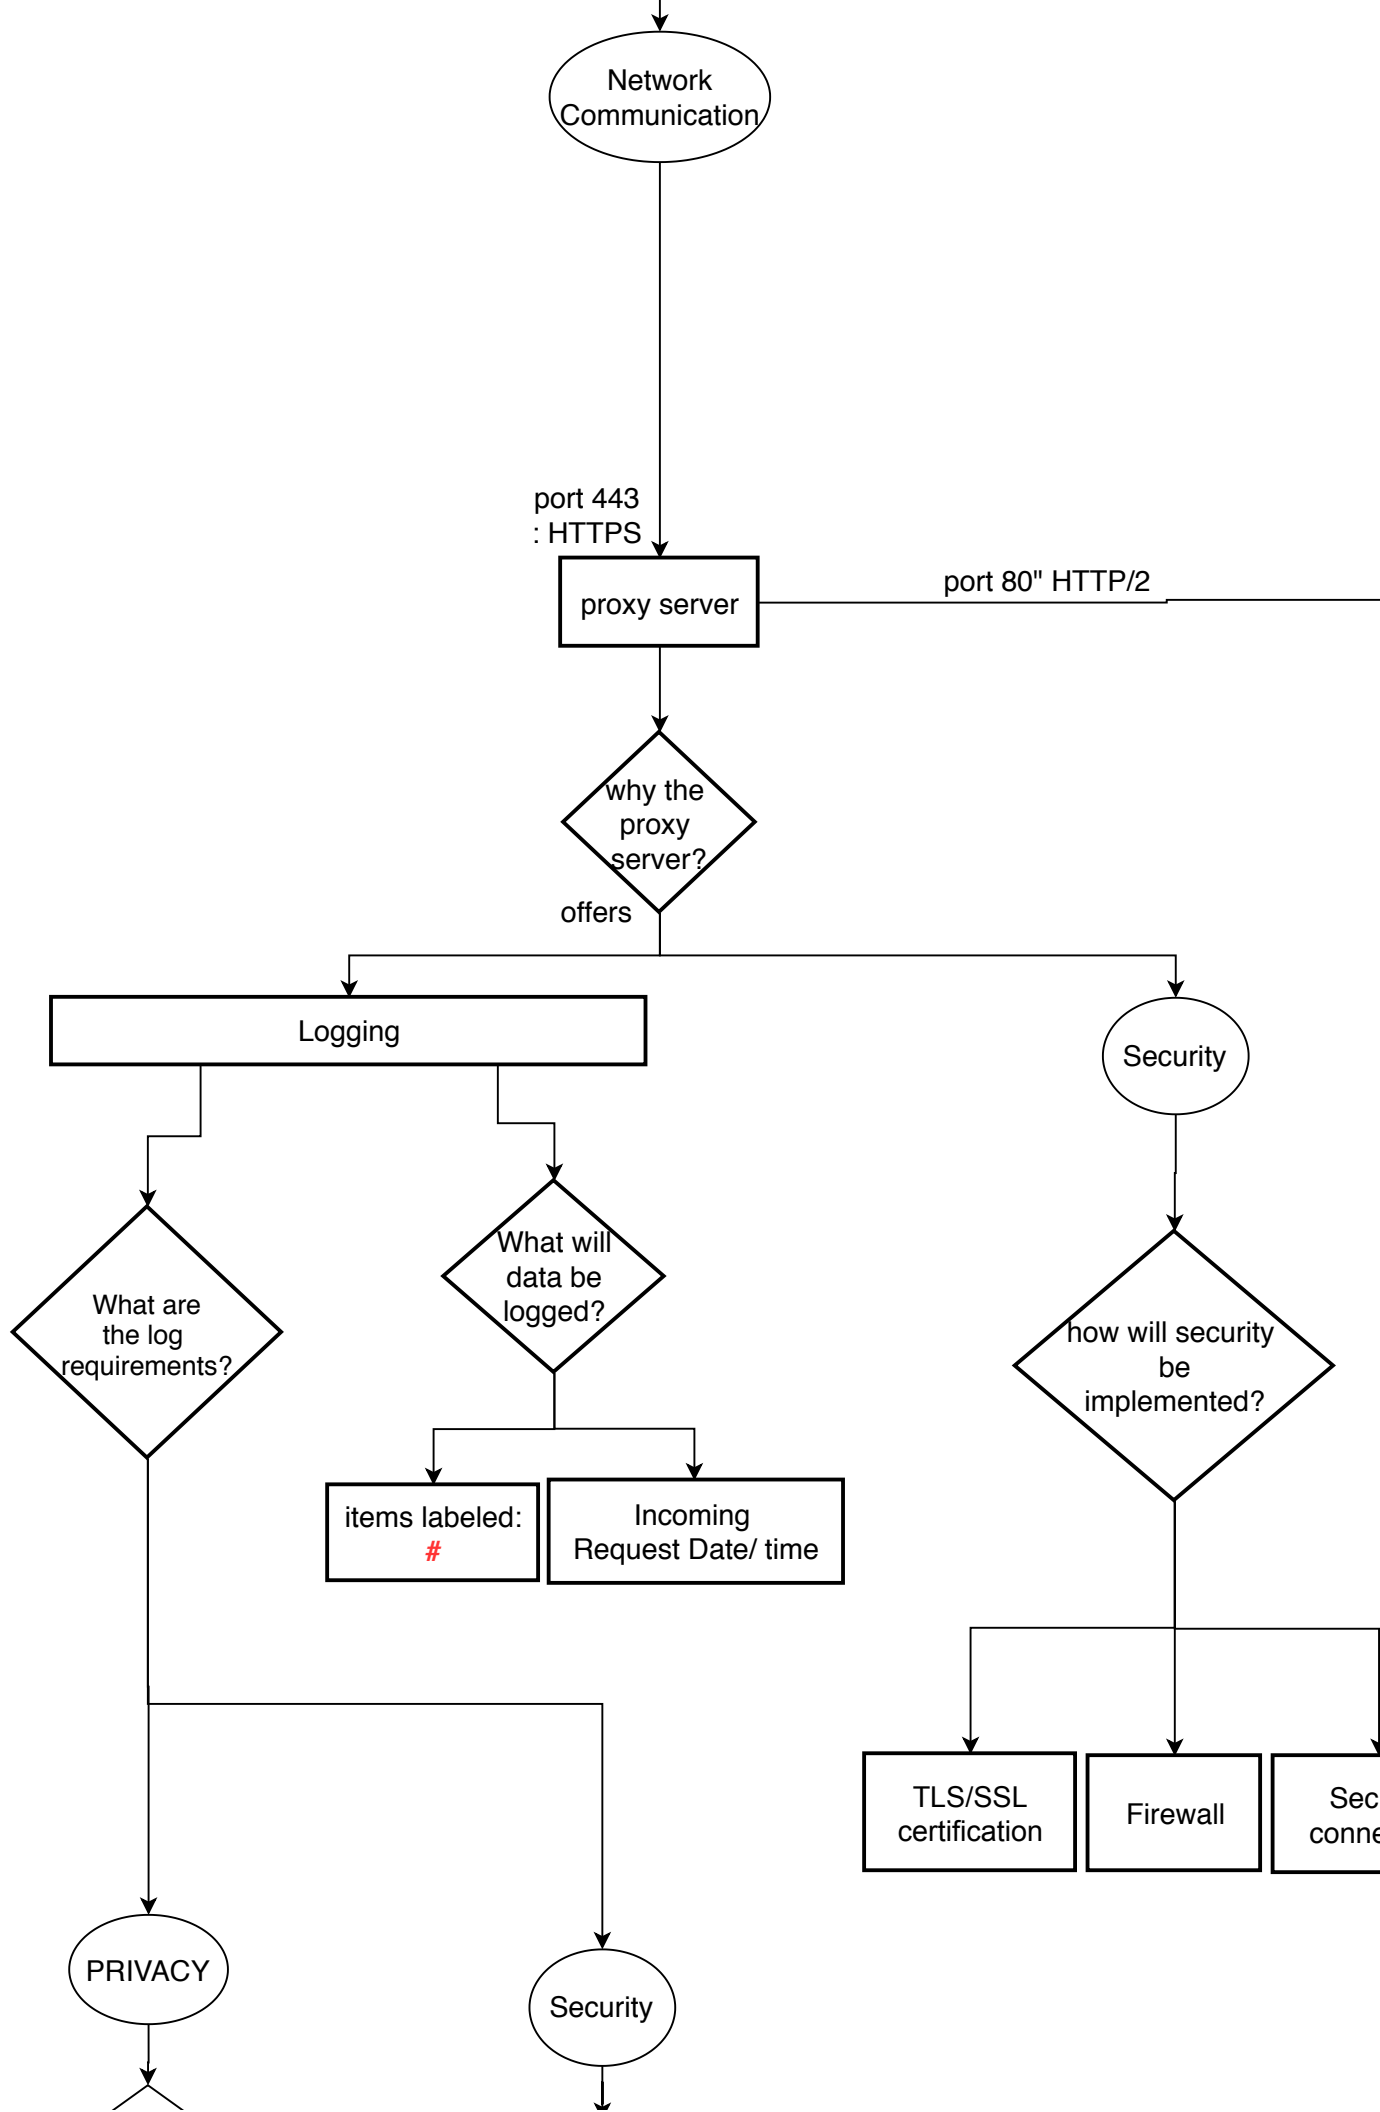 Network
Communication
port 443
: HTTPS
proxy server
port 80" HTTP/2
why the
proxy
server?
offers
Logging
Security
What are
the log
requirements?
What will
data be
logged?
how will security
be
implemented?
items labeled:
#
Incoming
Request Date/ time
TLS/SSL
certification
Firewall
Sec
conne
PRIVACY
Security